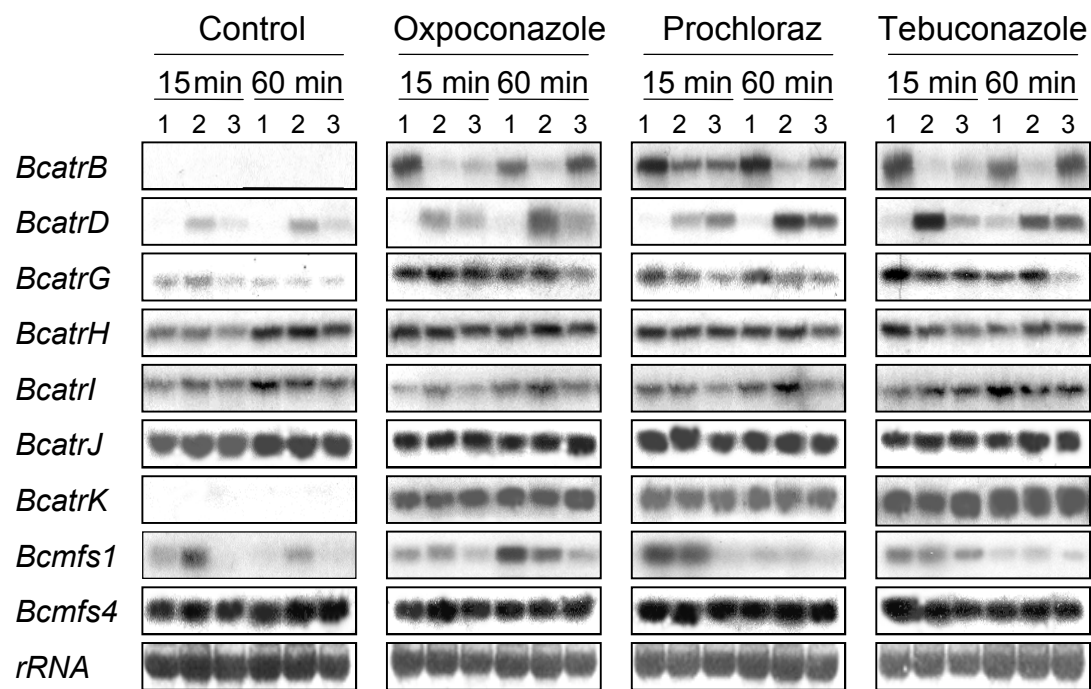 Control Oxpoconazole Prochloraz Tebuconazole
15 min 60 min 15 min 60 min 15 min 60 min 15 min 60 min
1 2 3 1 2 3 1 2 3 1 2 3 1 2 3 1 2 3 1 2 3 1 2 3
BcatrB
BcatrD
BcatrG
BcatrH
BcatrI
BcatrJ
BcatrK
Bcmfs1
Bcmfs4
rRNA